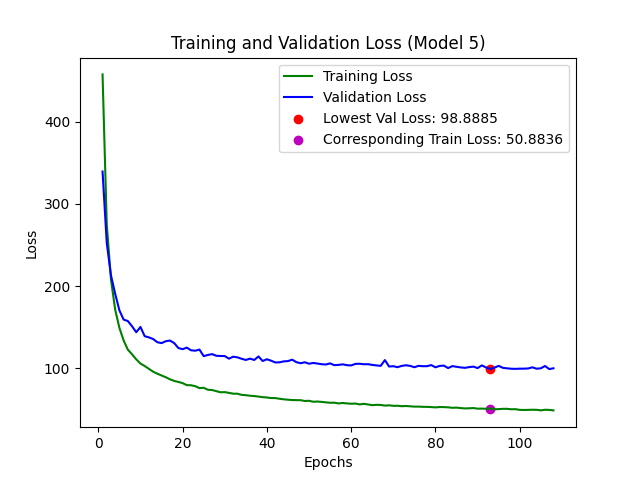 Training and Validation Loss (Model 5)
Training Loss
Validation Loss
Lowest Val Loss: 98.8885
Corresponding Train Loss: 50.8836
Loss
400
300
200
100
0
20
40
60
80
100
Epochs